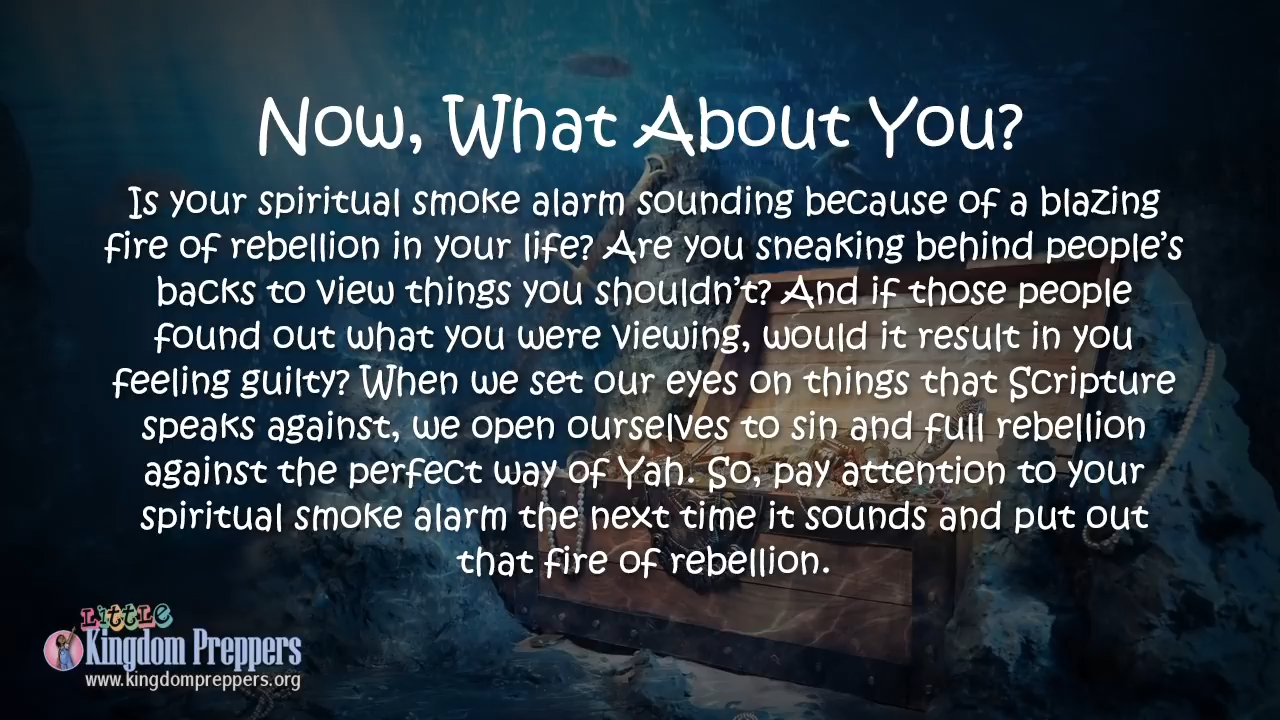 Now, What About You?
Is your spiritual smoke alarm sounding because of a blazing
fire of rebellion in your life? Are you sneaking behind people’s
backs to view things you shouldn’t? And if those people
found out what you were viewing, would it result in you
feeling guilty? When we set our eyes on things that Scripture
speaks against, we open ourselves to sin and full rebellion
against the perfect way of Yah. So, pay attention to your
spiritual smoke alarm the next time it sounds and put out
that fire of rebellion.
Little
Kingdom Preppers
www.kingdompreppers.org